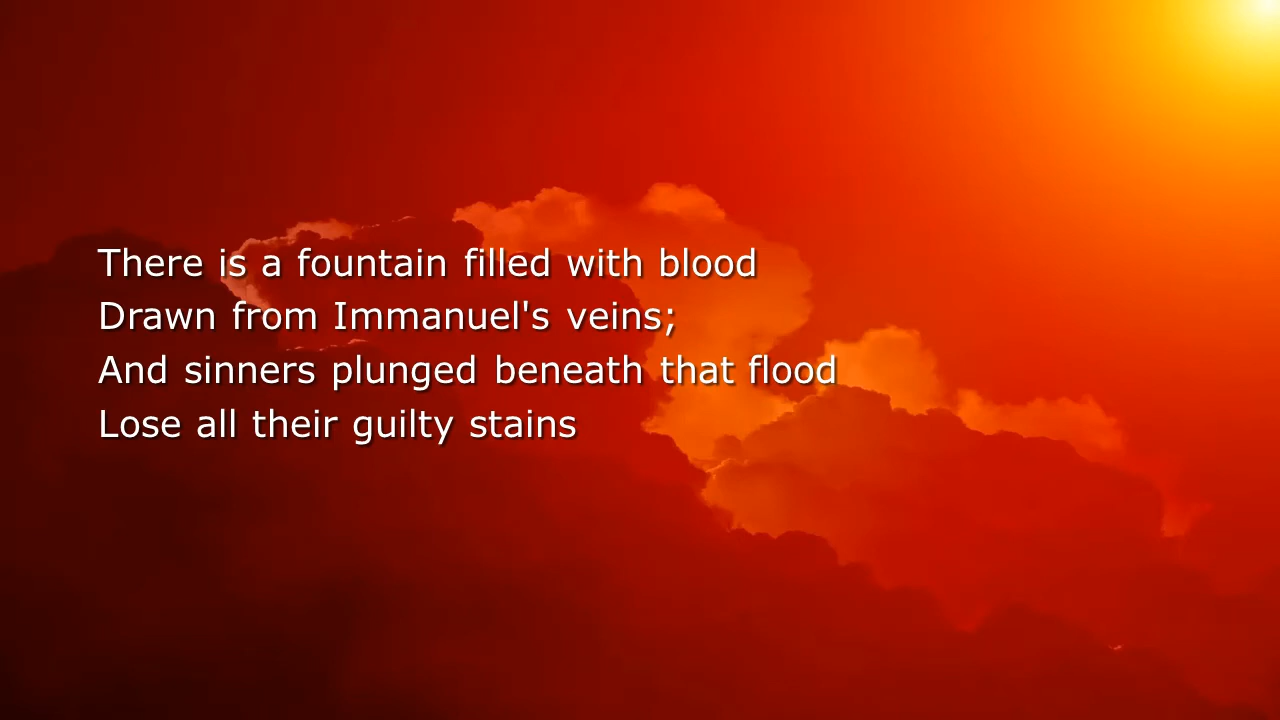 There is a fountain filled with blood
Drawn from Immanuel's veins;
And sinners plunged beneath that flood
Lose all their guilty stains